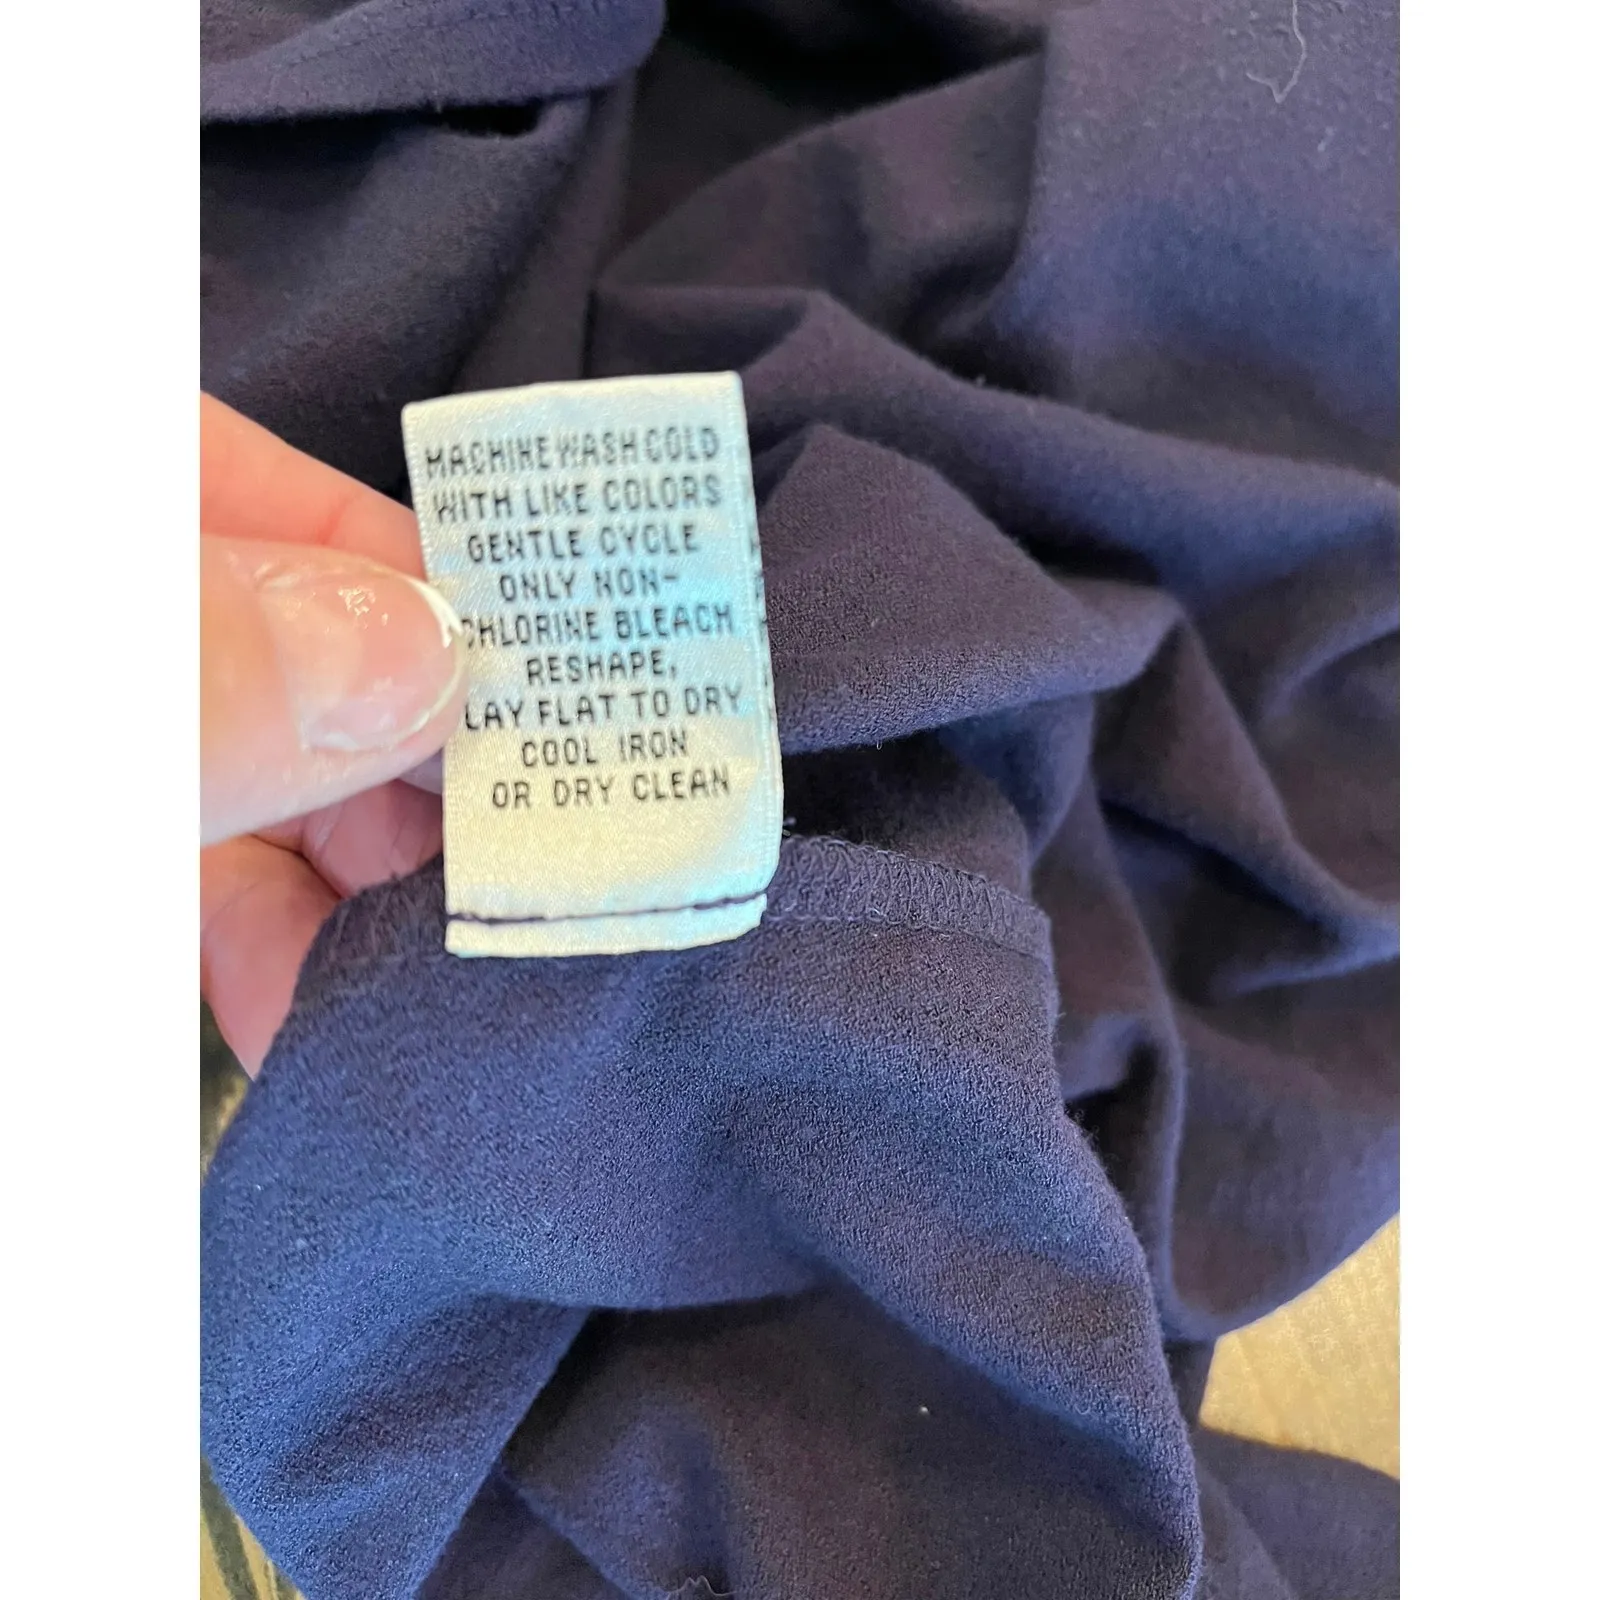 MACHINE WASH COLD
WITH LIKE COLORS
GENTLE CYCLE
ONLY NON-
CHLORINE BLEACH
RESHAPE,
LAY FLAT TO DRY
COOL IRON
OR DRY CLEAN